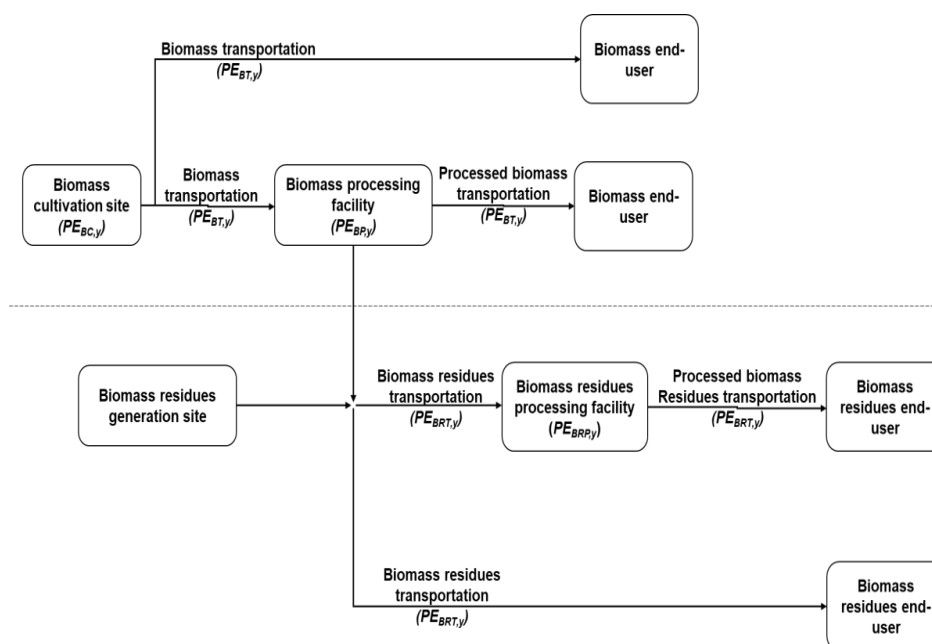 Biomass transportation
(PE_BT,y)
Biomass end-
user
Biomass
cultivation site
(PE_BC,y)
Biomass
transportation
(PE_BT,y)
Biomass processing
facility
(PE_BP,y)
Processed biomass
transportation
(PE_BT,y)
Biomass end-
user
Biomass residues
generation site
Biomass residues
transportation
(PE_BRT,y)
Biomass residues
processing facility
(PE_BRP,y)
Processed biomass
Residues transportation
(PE_BRT,y)
Biomass
residues end-
user
Biomass residues
transportation
(PE_BRT,y)
Biomass
residues end-
user